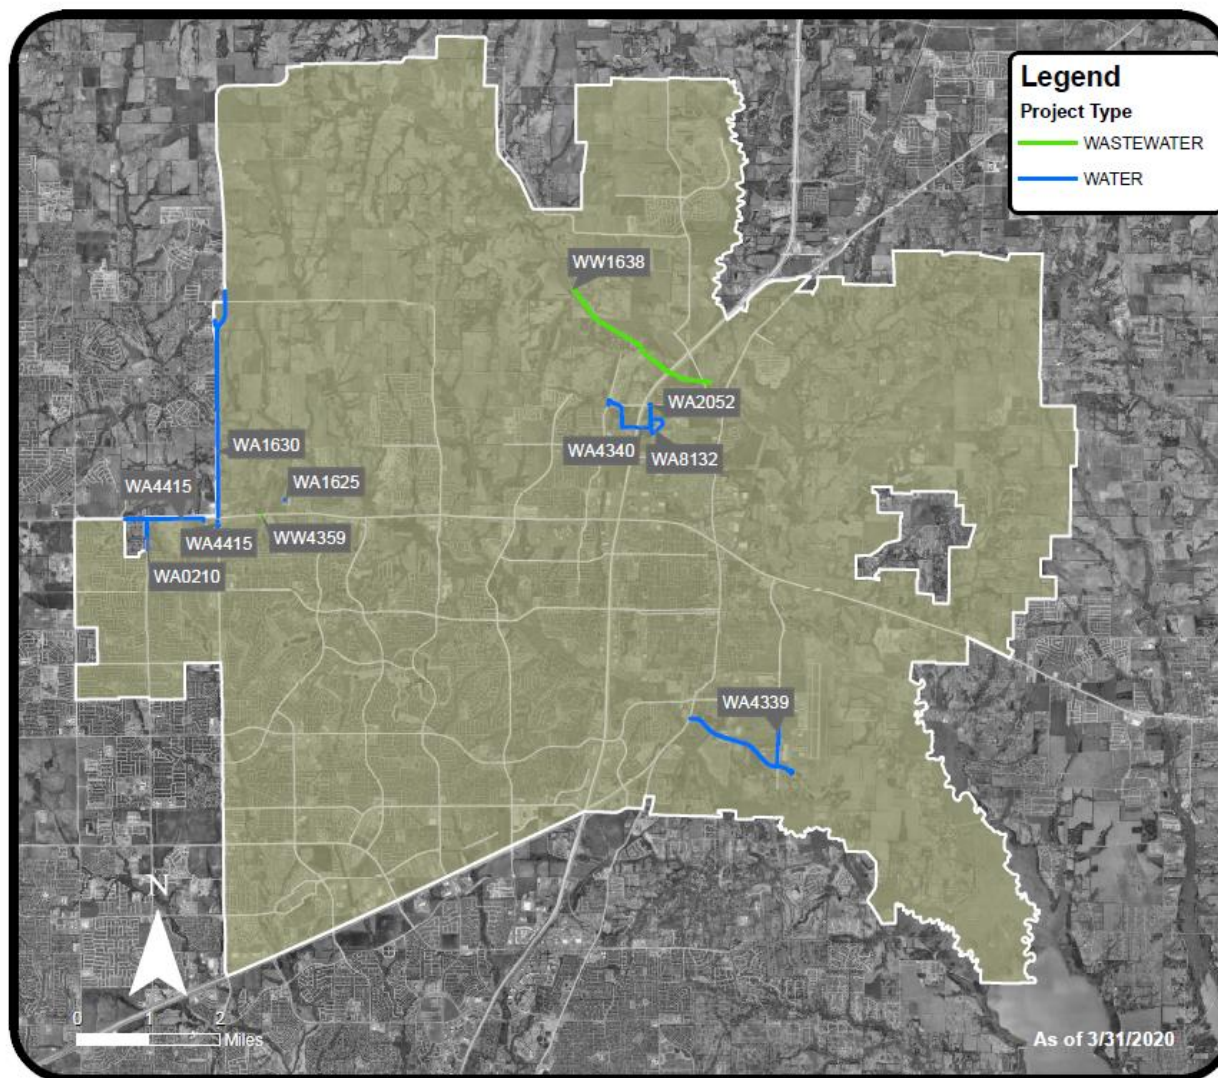 Legend
Project Type
WASTEWATER
WATER
WW1638
WA2052
WA4340
WA8132
WA1630
WA4415
WA1625
WA4415
WW4359
WA0210
WA4339
N
0 1 2
Miles
As of 3/31/2020